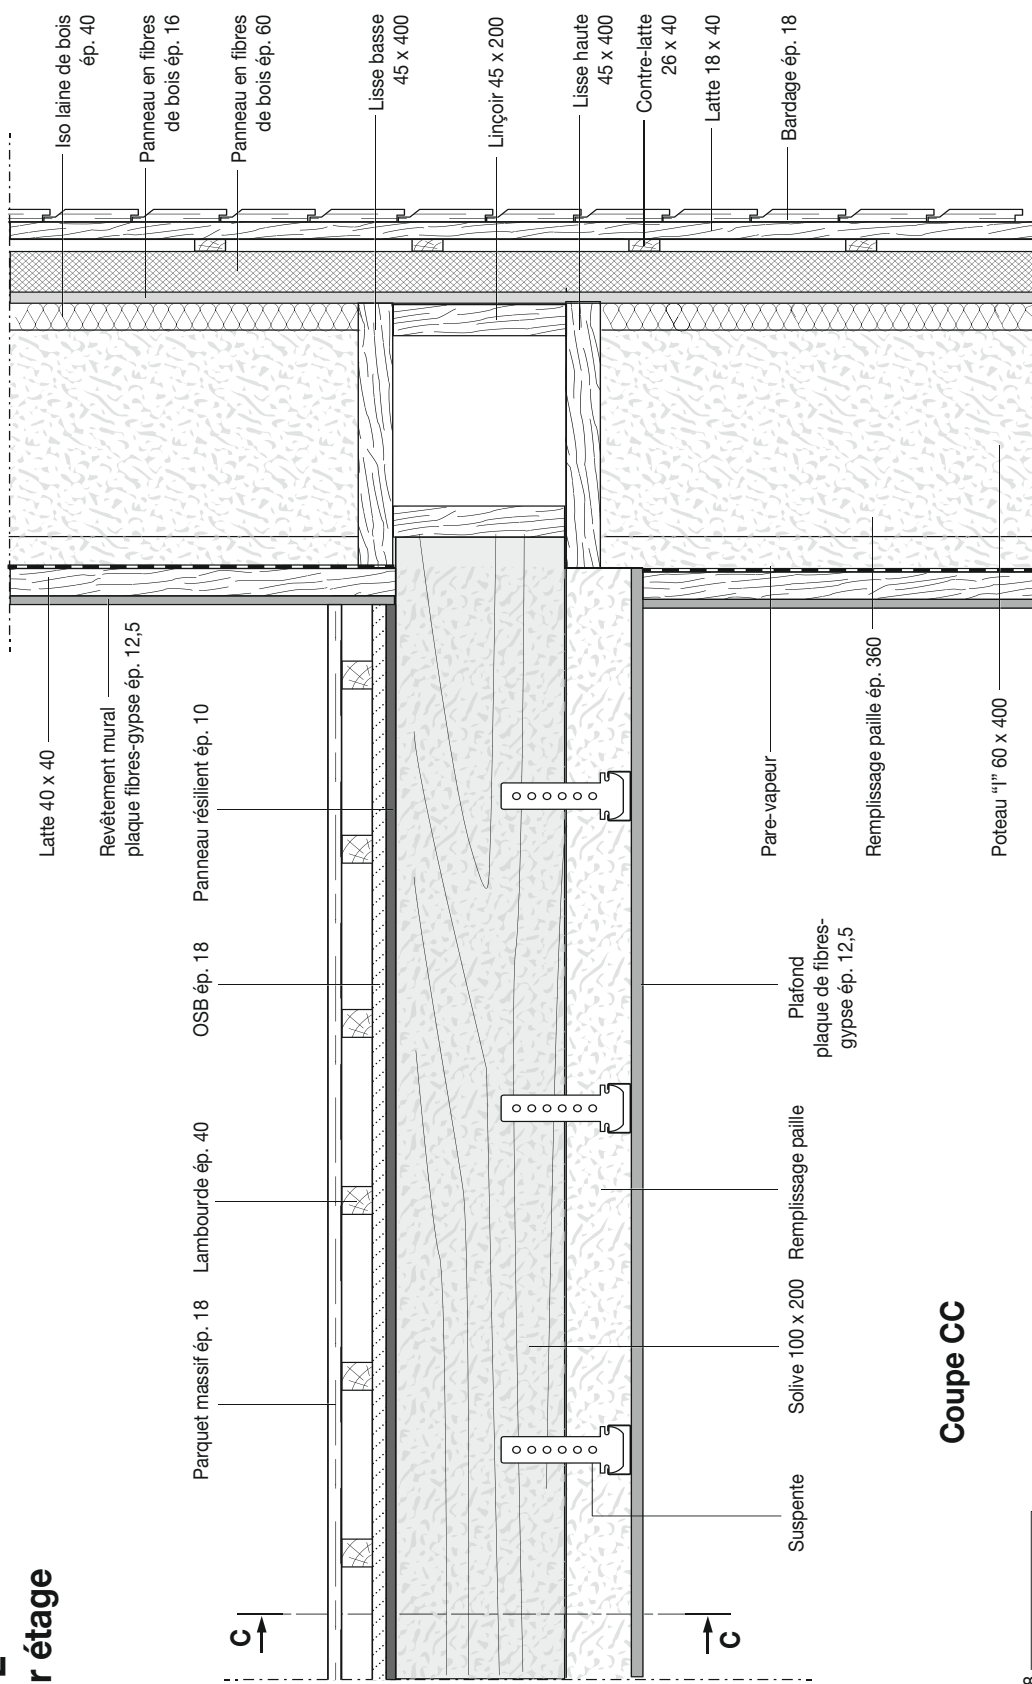 r étage
Iso laine de bois
ép. 40
Panneau en fibres
de bois ép. 16
Panneau en fibres
de bois ép. 60
Lisse basse
45 x 400
Linçoir 45 x 200
Lisse haute
45 x 400
Contre-latte
26 x 40
Latte 18 x 40
Bardage ép. 18
Latte 40 x 40
Revêtement mural
plaque fibres-gypse ép. 12,5
Parquet massif ép. 18
Lambourde ép. 40
OSB ép. 18
Panneau résilient ép. 10
C
C
Suspente
Solive 100 x 200
Remplissage paille
Plafond
plaque de fibres-
gypse ép. 12,5
Pare-vapeur
Remplissage paille ép. 360
Poteau “I” 60 x 400
Coupe CC
8